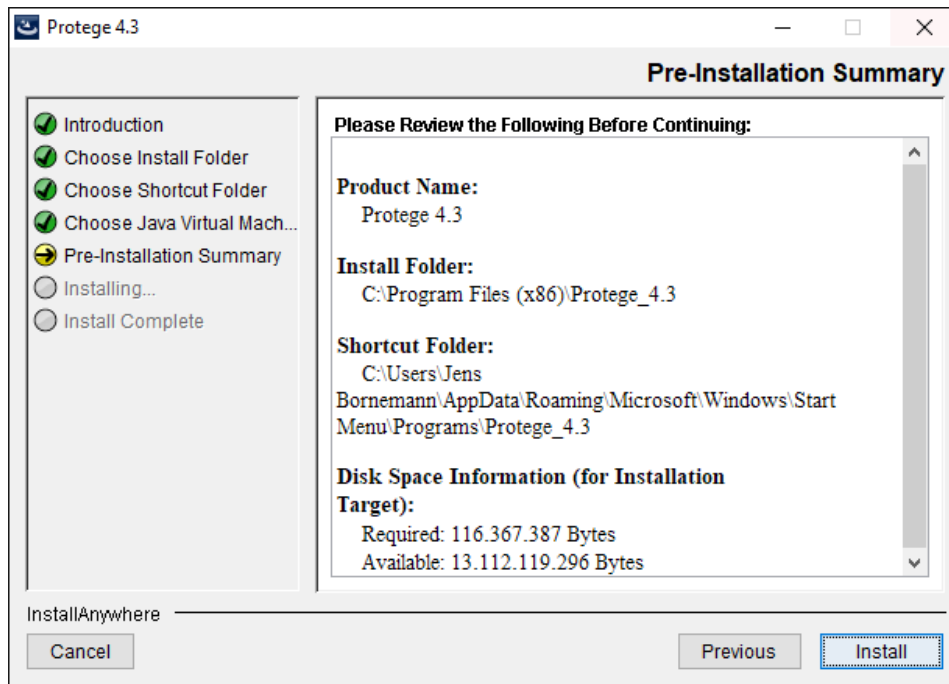 Protege 4.3
Pre-Installation Summary
Introduction
Choose Install Folder
Choose Shortcut Folder
Choose Java Virtual Mach...
Pre-Installation Summary
Installing...
Install Complete
Please Review the Following Before Continuing:
Product Name:
Protege 4.3
Install Folder:
C:\Program Files (x86)\Protege_4.3
Shortcut Folder:
C:\Users\Jens
Bornemann\AppData\Roaming\Microsoft\Windows\Start
Menu\Programs\Protege_4.3
Disk Space Information (for Installation
Target):
Required: 116.367.387 Bytes
Available: 13.112.119.296 Bytes
InstallAnywhere
Cancel
Previous
Install